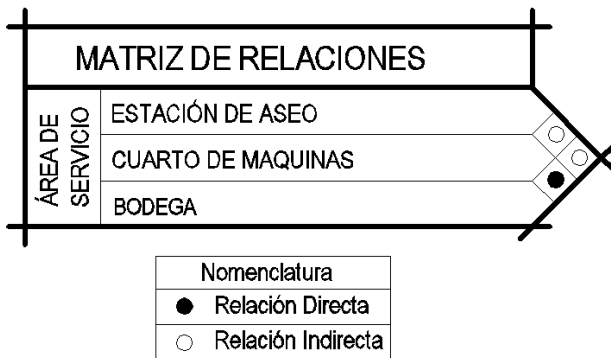 MATRIZ DE RELACIONES
ÁREA DE
SERVICIO
ESTACIÓN DE ASEO
CUARTO DE MAQUINAS
BODEGA
Nomenclatura
Relación Directa
Relación Indirecta